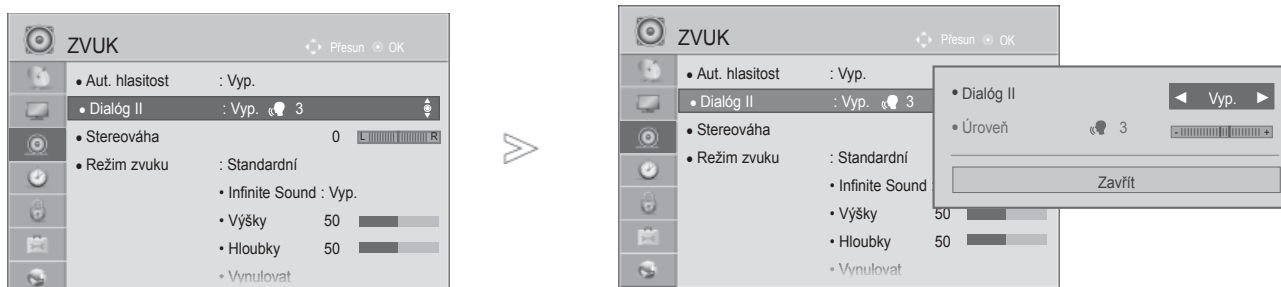 ZVUK
Přesun OK
• Aut. hlasitost : Vyp.
• Dialóg II : Vyp. 3
• Stereováha 0 L R
• Režim zvuku : Standardní
• Infinite Sound : Vyp.
• Výšky 50
• Hloubky 50
• Vynulovat
ZVUK
Přesun OK
• Aut. hlasitost : Vyp.
• Dialóg II : Vyp. 3
• Stereováha
• Režim zvuku : Standardní
• Infinite Sound :
• Výšky 50
• Hloubky 50
• Vynulovat
• Dialóg II ◄ Vyp. ►
• Úroveň 3 - +
Zavřít